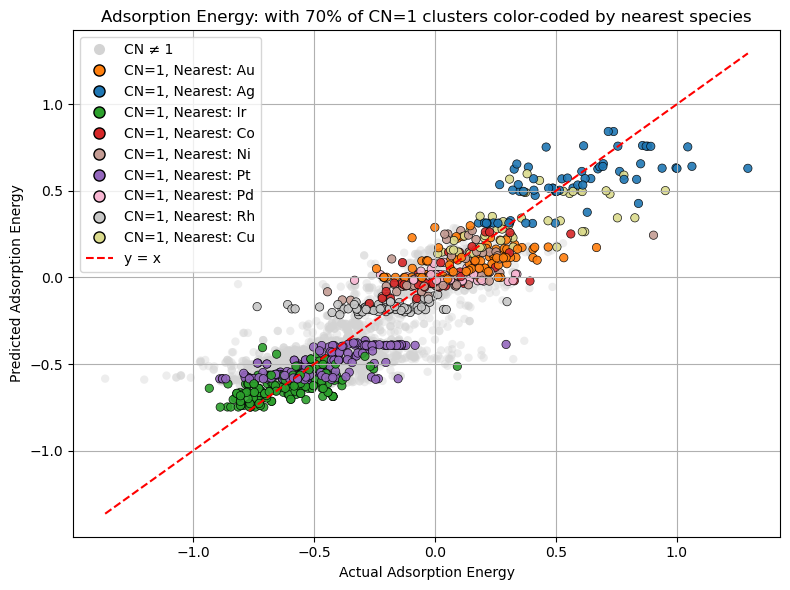 Adsorption Energy: with 70% of CN=1 clusters color-coded by nearest species
CN ≠ 1
CN=1, Nearest: Au
CN=1, Nearest: Ag
CN=1, Nearest: Ir
CN=1, Nearest: Co
CN=1, Nearest: Ni
CN=1, Nearest: Pt
CN=1, Nearest: Pd
CN=1, Nearest: Rh
CN=1, Nearest: Cu
y = x
Predicted Adsorption Energy
1.0
0.5
0.0
−0.5
−1.0
−1.0 −0.5 0.0 0.5 1.0
Actual Adsorption Energy